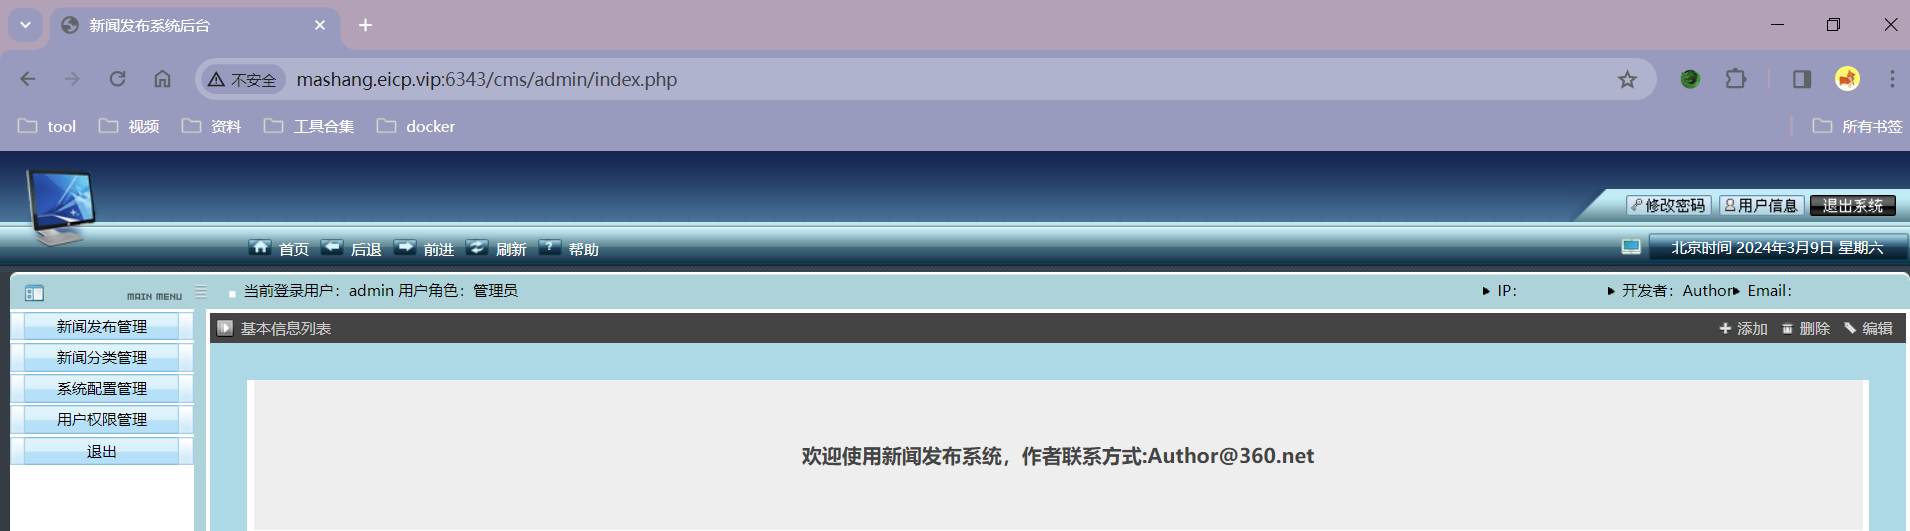 新闻发布系统后台
不安全 mashang.eicp.vip:6343/cms/admin/index.php
tool 视频 资料 工具合集 docker 所有书签
修改密码 用户信息 退出系统
首页 后退 前进 刷新 帮助 北京时间 2024年3月9日 星期六
MAIN MENU 当前登录用户：admin 用户角色：管理员 IP: 开发者：Author Email:
新闻发布管理
基本信息列表 添加 删除 编辑
新闻分类管理
系统配置管理
用户权限管理
退出
欢迎使用新闻发布系统，作者联系方式:Author@360.net